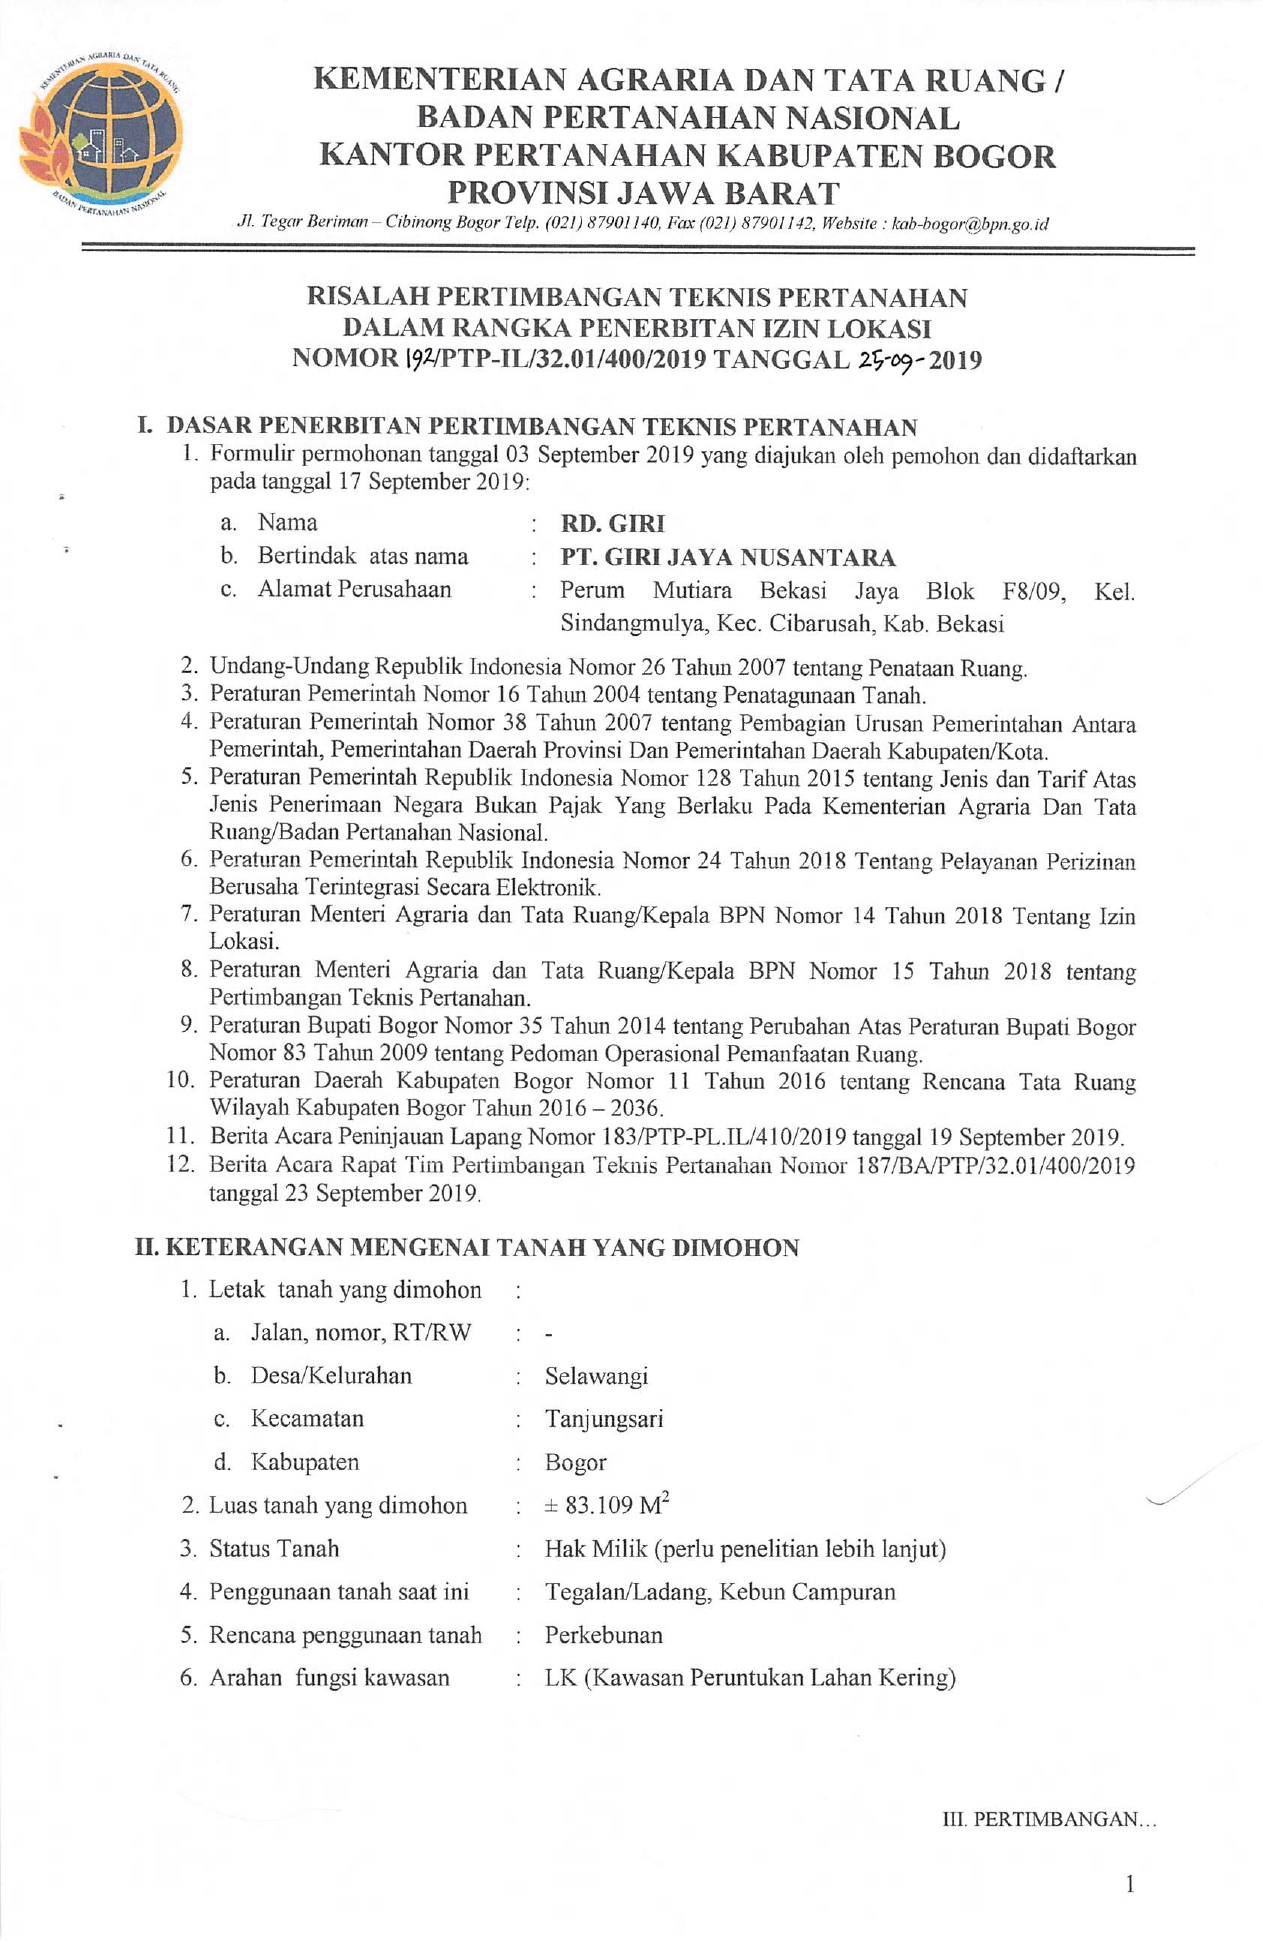 KEMENTERIAN AGRARIA DAN TATA RUANG
BADAN PERTANAHAN NASIONAL
KEMENTERIAN AGRARIA DAN TATA RUANG /
BADAN PERTANAHAN NASIONAL
KANTOR PERTANAHAN KABUPATEN BOGOR
PROVINSI JAWA BARAT
Jl. Tegar Beriman – Cibinong Bogor Telp. (021) 87901140, Fax (021) 87901142, Website : kab-bogor@bpn.go.id
RISALAH PERTIMBANGAN TEKNIS PERTANAHAN
DALAM RANGKA PENERBITAN IZIN LOKASI
NOMOR 192/PTP-IL/32.01/400/2019 TANGGAL 25-09-2019
I. DASAR PENERBITAN PERTIMBANGAN TEKNIS PERTANAHAN
1. Formulir permohonan tanggal 03 September 2019 yang diajukan oleh pemohon dan didaftarkan
pada tanggal 17 September 2019:
a. Nama : RD. GIRI
b. Bertindak atas nama : PT. GIRI JAYA NUSANTARA
c. Alamat Perusahaan : Perum Mutiara Bekasi Jaya Blok F8/09, Kel.
Sindangmulya, Kec. Cibarusah, Kab. Bekasi
2. Undang-Undang Republik Indonesia Nomor 26 Tahun 2007 tentang Penataan Ruang.
3. Peraturan Pemerintah Nomor 16 Tahun 2004 tentang Penatagunaan Tanah.
4. Peraturan Pemerintah Nomor 38 Tahun 2007 tentang Pembagian Urusan Pemerintahan Antara
Pemerintah, Pemerintahan Daerah Provinsi Dan Pemerintahan Daerah Kabupaten/Kota.
5. Peraturan Pemerintah Republik Indonesia Nomor 128 Tahun 2015 tentang Jenis dan Tarif Atas
Jenis Penerimaan Negara Bukan Pajak Yang Berlaku Pada Kementerian Agraria Dan Tata
Ruang/Badan Pertanahan Nasional.
6. Peraturan Pemerintah Republik Indonesia Nomor 24 Tahun 2018 Tentang Pelayanan Perizinan
Berusaha Terintegrasi Secara Elektronik.
7. Peraturan Menteri Agraria dan Tata Ruang/Kepala BPN Nomor 14 Tahun 2018 Tentang Izin
Lokasi.
8. Peraturan Menteri Agraria dan Tata Ruang/Kepala BPN Nomor 15 Tahun 2018 tentang
Pertimbangan Teknis Pertanahan.
9. Peraturan Bupati Bogor Nomor 35 Tahun 2014 tentang Perubahan Atas Peraturan Bupati Bogor
Nomor 83 Tahun 2009 tentang Pedoman Operasional Pemanfaatan Ruang.
10. Peraturan Daerah Kabupaten Bogor Nomor 11 Tahun 2016 tentang Rencana Tata Ruang
Wilayah Kabupaten Bogor Tahun 2016 – 2036.
11. Berita Acara Peninjauan Lapang Nomor 183/PTP-PL.IL/410/2019 tanggal 19 September 2019.
12. Berita Acara Rapat Tim Pertimbangan Teknis Pertanahan Nomor 187/BA/PTP/32.01/400/2019
tanggal 23 September 2019.
II. KETERANGAN MENGENAI TANAH YANG DIMOHON
1. Letak tanah yang dimohon :
a. Jalan, nomor, RT/RW : -
b. Desa/Kelurahan : Selawangi
c. Kecamatan : Tanjungsari
d. Kabupaten : Bogor
2. Luas tanah yang dimohon : ± 83.109 M²
3. Status Tanah : Hak Milik (perlu penelitian lebih lanjut)
4. Penggunaan tanah saat ini : Tegalan/Ladang, Kebun Campuran
5. Rencana penggunaan tanah : Perkebunan
6. Arahan fungsi kawasan : LK (Kawasan Peruntukan Lahan Kering)
III. PERTIMBANGAN...
1